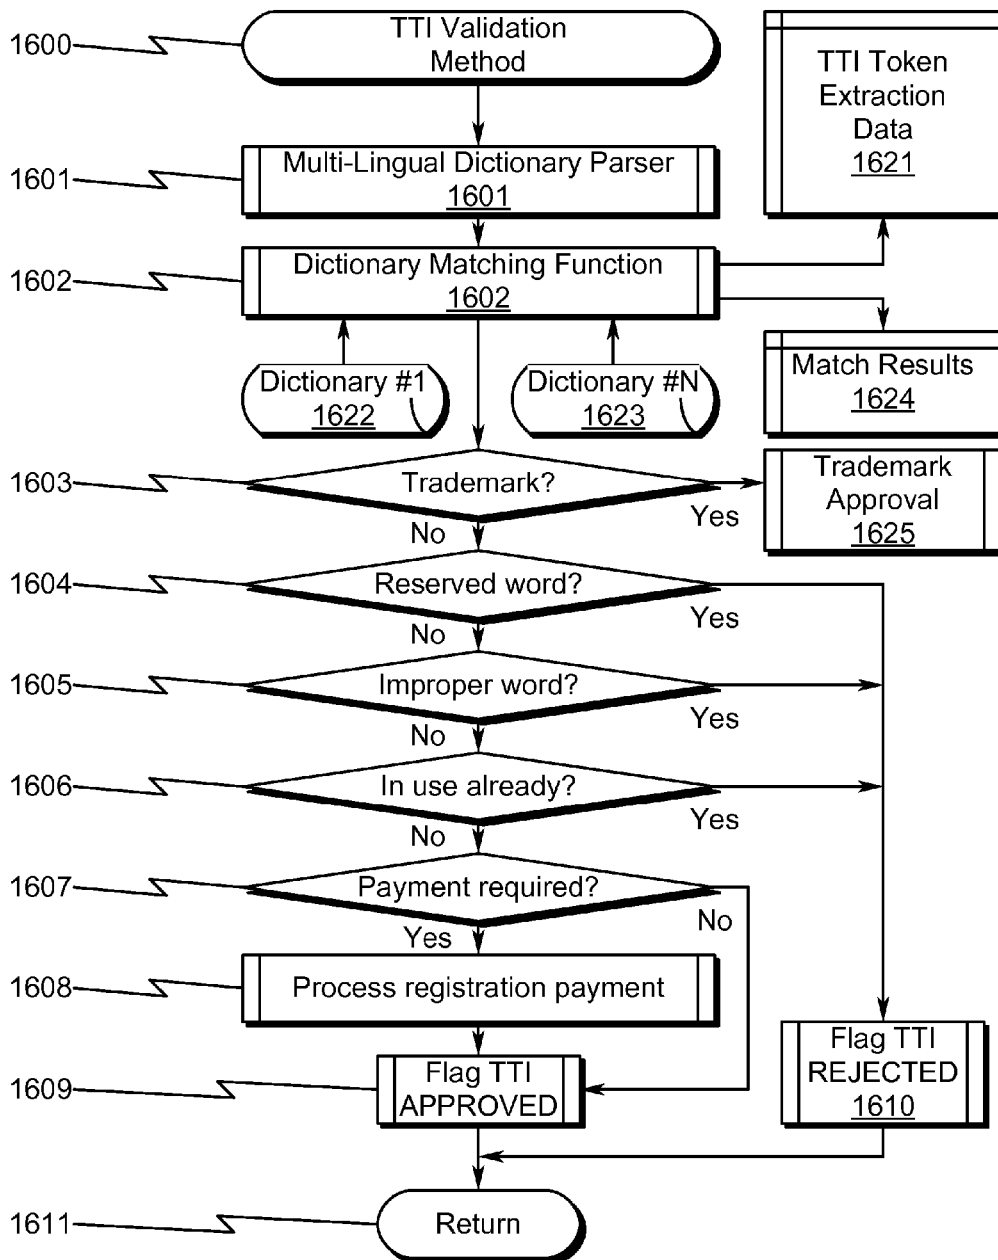 1600
TTI Validation
Method
TTI Token
Extraction
Data
1621
1601
Multi-Lingual Dictionary Parser
1601
1602
Dictionary Matching Function
1602
Dictionary #1
1622
Dictionary #N
1623
Match Results
1624
1603
Trademark?
Yes
No
Trademark
Approval
1625
1604
Reserved word?
Yes
No
1605
Improper word?
Yes
No
1606
In use already?
Yes
No
1607
Payment required?
No
Yes
1608
Process registration payment
1609
Flag TTI
APPROVED
Flag TTI
REJECTED
1610
1611
Return